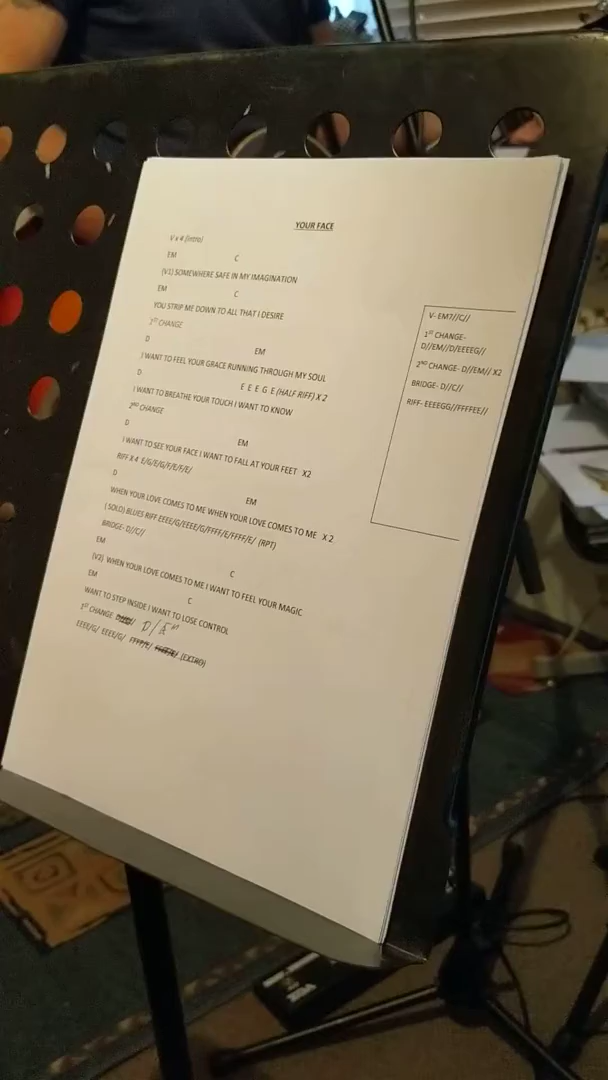 YOUR FACE
V x 4 (Intro)
EM C
(V1) SOMEWHERE SAFE IN MY IMAGINATION
EM C
YOU STRIP ME DOWN TO ALL THAT I DESIRE
1ST CHANGE
D EM
I WANT TO FEEL YOUR GRACE RUNNING THROUGH MY SOUL
D E E E G E (HALF RIFF) X 2
I WANT TO BREATHE YOUR TOUCH I WANT TO KNOW
2ND CHANGE
D EM
I WANT TO SEE YOUR FACE I WANT TO FALL AT YOUR FEET X2
RIFF X 4 E/G/E/G/F/E/F/E/
D EM
WHEN YOUR LOVE COMES TO ME WHEN YOUR LOVE COMES TO ME X 2
(SOLO) BLUES RIFF EEEE/G/EEEE/G/FFFF/E/FFFF/E/ (RPT)
BRIDGE- D//C//
EM C
(V2) WHEN YOUR LOVE COMES TO ME I WANT TO FEEL YOUR MAGIC
EM C
WANT TO STEP INSIDE I WANT TO LOSE CONTROL
1ST CHANGE D/E
EEEE/G/ EEEE/G/ FFFF/E/ (EXTRO)
V- EM7//C//
1ST CHANGE-
D//EM//D/EEEEG//
2ND CHANGE- D//EM// X2
BRIDGE- D//C//
RIFF- EEEEGG//FFFFEE//